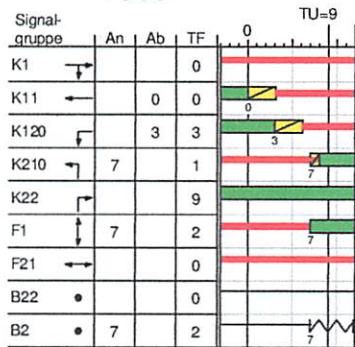 TU=9
Signal-
gruppe An Ab TF 0
K1 0
K11 0 0 0
K120 3 3 3
K210 7 1 7
K22 9
F1 7 2 7
F21 0
B22 0
B2 7 2 7